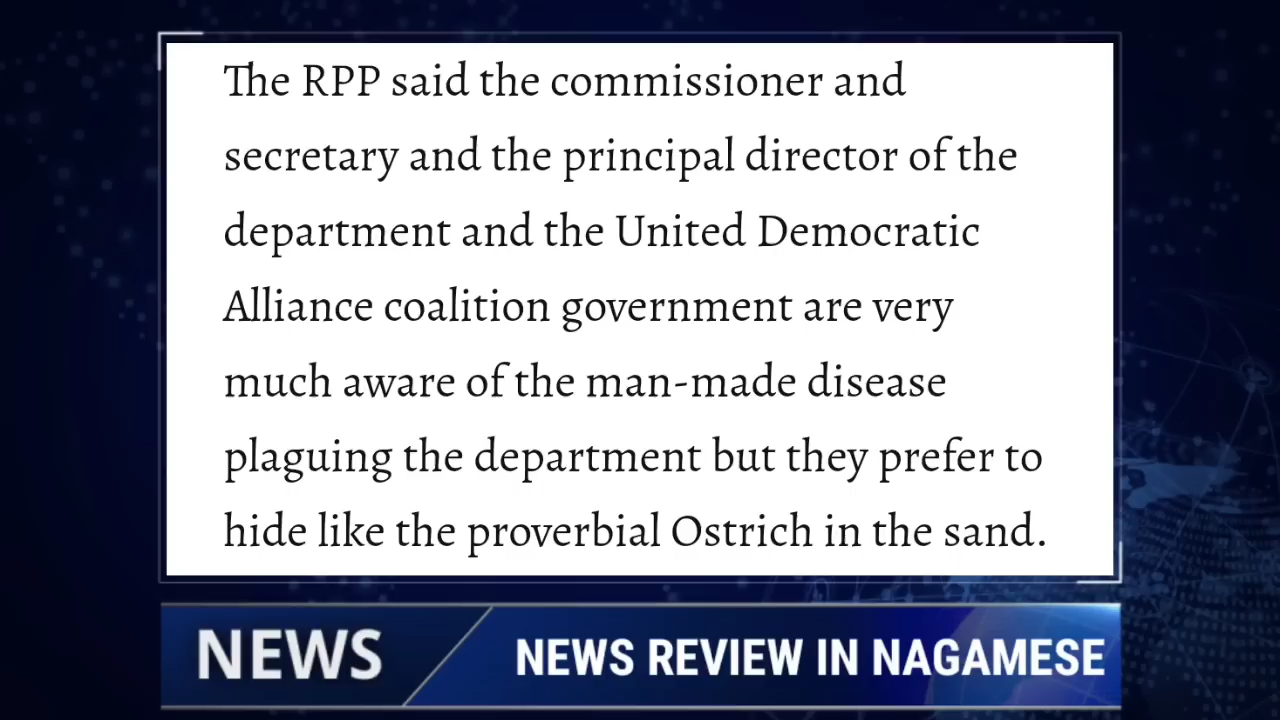 The RPP said the commissioner and
secretary and the principal director of the
department and the United Democratic
Alliance coalition government are very
much aware of the man-made disease
plaguing the department but they prefer to
hide like the proverbial Ostrich in the sand.
NEWS
NEWS REVIEW IN NAGAMESE